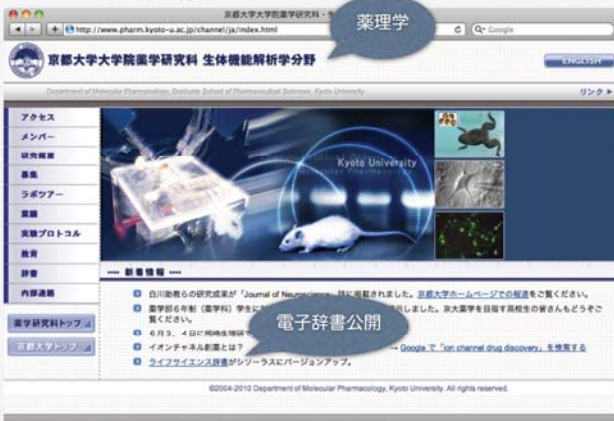 京都大学大学院薬学研究科・生
薬理学
http://www.pharm.kyoto-u.ac.jp/channel/ja/index.html
Google
京都大学大学院薬学研究科 生体機能解析学分野
ENGLISH
Department of Molecular Pharmacology, Graduate School of Pharmaceutical Sciences, Kyoto University
リンク
アクセス
メンバー
研究概要
募集
ラボツアー
業績
実験プロトコル
教育
辞書
内部連絡
薬学研究科トップ
京都大学トップ
Kyoto University
新着情報
白川助教らの研究成果が「Journal of Neuroscience」誌に掲載されました。京都大学ホームページでの報道をご覧ください。
薬学部6年制（薬学科）学生に
示しました。京大薬学を目指す高校生の皆さんもどうぞご
覧ください。
電子辞書公開
6月3、4日に岡崎生理研で
イオンチャネル創薬とは？
→ Google で「ion channel drug discovery」を検索する
ライフサイエンス辞書がシソーラスにバージョンアップ。
©2004-2010 Department of Molecular Pharmacology, Kyoto University. All rights reserved.